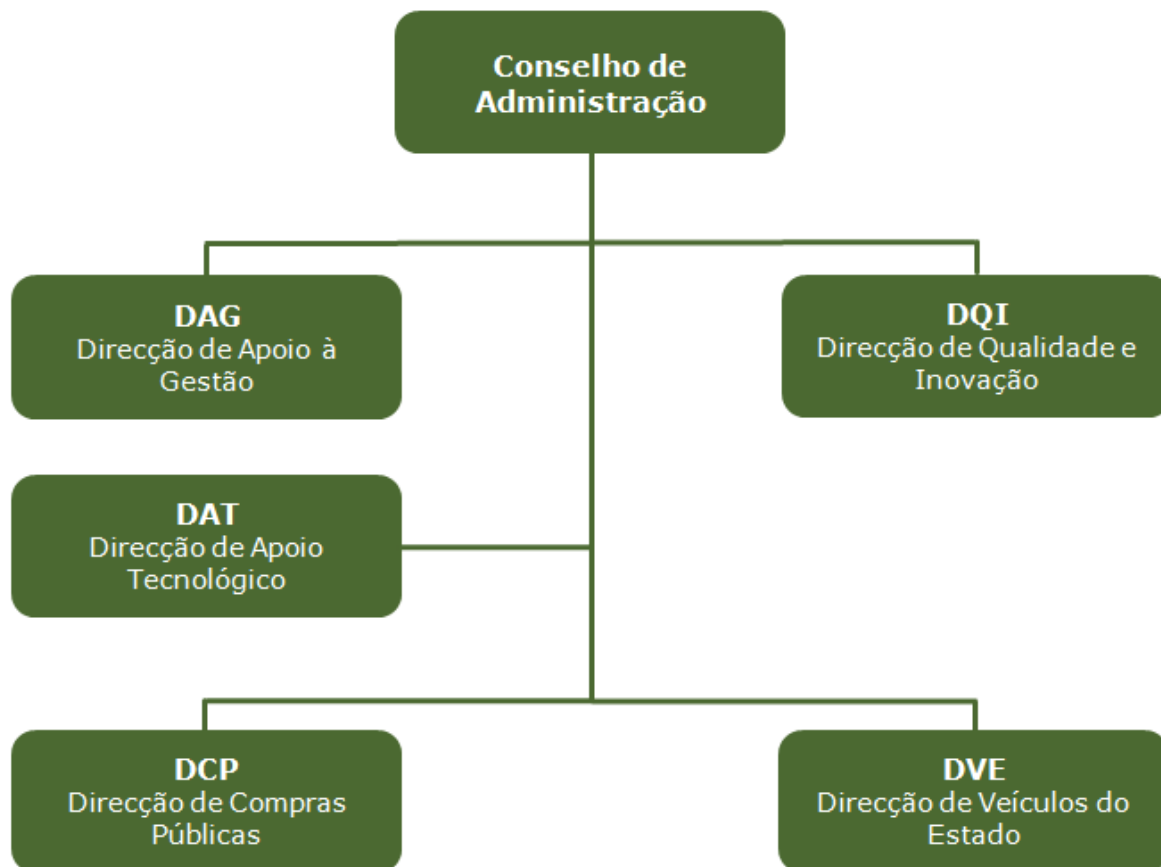 Conselho de
Administração
DAG
Direcção de Apoio à
Gestão
DQI
Direcção de Qualidade e
Inovação
DAT
Direcção de Apoio
Tecnológico
DCP
Direcção de Compras
Públicas
DVE
Direcção de Veículos do
Estado